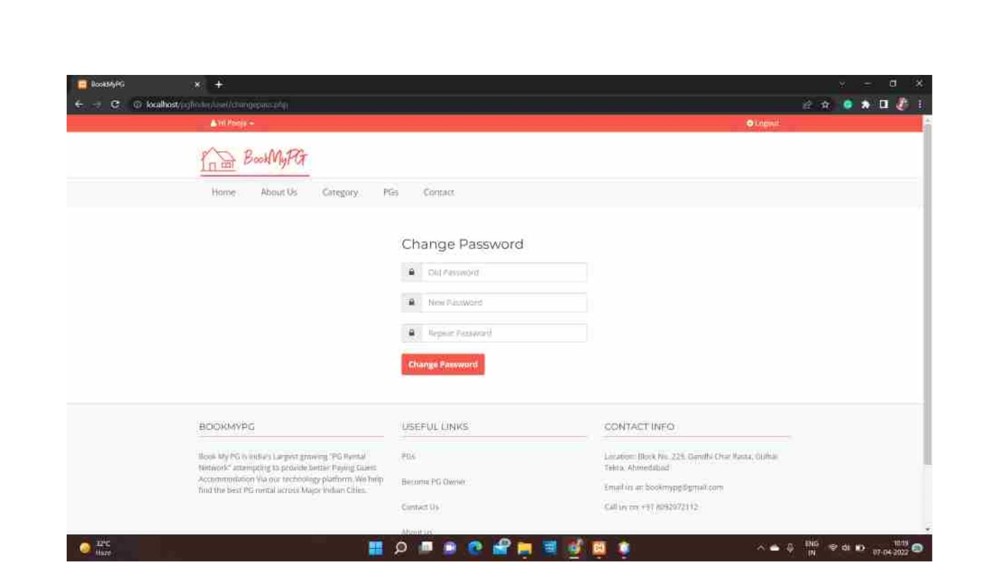 BookMyPG
localhost/pgfinder/user/changepass.php
Hi Pooja
Logout
BookMyPG
Home About Us Category PGs Contact
Change Password
Old Password
New Password
Repeat Password
Change Password
BOOKMYPG
Book My PG is India's Largest growing "PG Rental
Network" attempting to provide better Paying Guest
Accommodation Via our technology platform. We help
find the best PG rental across Major Indian Cities.
USEFUL LINKS
PGs
Become PG Owner
Contact Us
About us
CONTACT INFO
Location: Block No. 229, Gandhi Char Rasta, Gulbai
Tekra, Ahmedabad
Email us at: bookmypg@gmail.com
Call us on: +91 8092072112
32°C
Haze
ENG
IN
10:19
07-04-2022